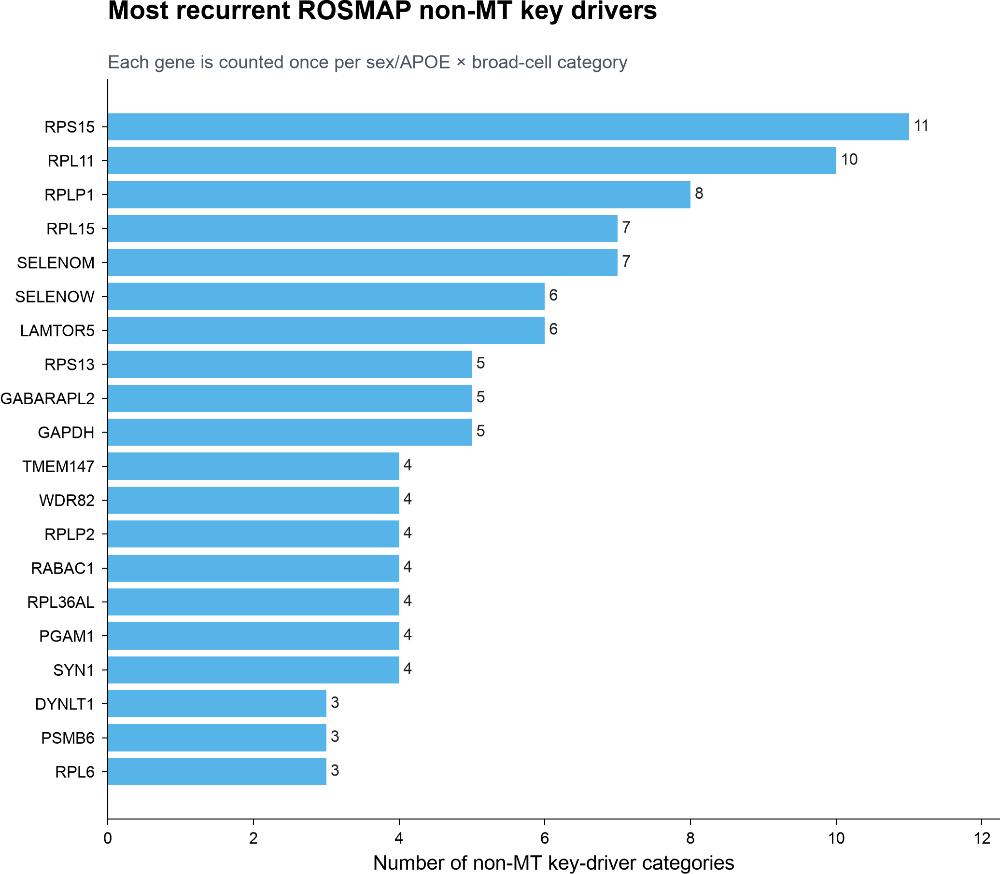 Most recurrent ROSMAP non-MT key drivers
Each gene is counted once per sex/APOE × broad-cell category
RPS15 11
RPL11 10
RPLP1 8
RPL15 7
SELENOM 7
SELENOW 6
LAMTOR5 6
RPS13 5
GABARAPL2 5
GAPDH 5
TMEM147 4
WDR82 4
RPLP2 4
RABAC1 4
RPL36AL 4
PGAM1 4
SYN1 4
DYNLT1 3
PSMB6 3
RPL6 3
0 2 4 6 8 10 12
Number of non-MT key-driver categories